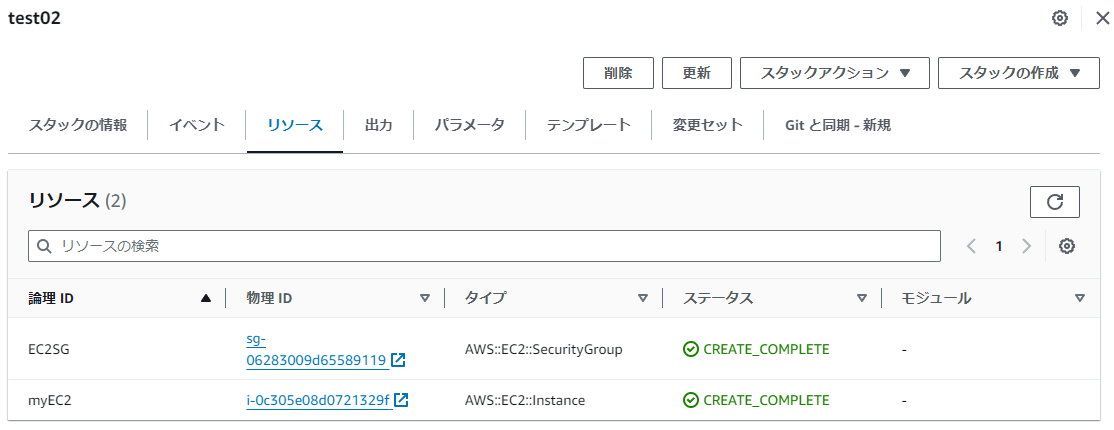 test02
削除 更新 スタックアクション スタックの作成
スタックの情報 イベント リソース 出力 パラメータ テンプレート 変更セット Git と同期 - 新規
リソース (2)
リソースの検索 1
論理 ID 物理 ID タイプ ステータス モジュール
EC2SG sg-06283009d65589119 AWS::EC2::SecurityGroup CREATE_COMPLETE -
myEC2 i-0c305e08d0721329f AWS::EC2::Instance CREATE_COMPLETE -